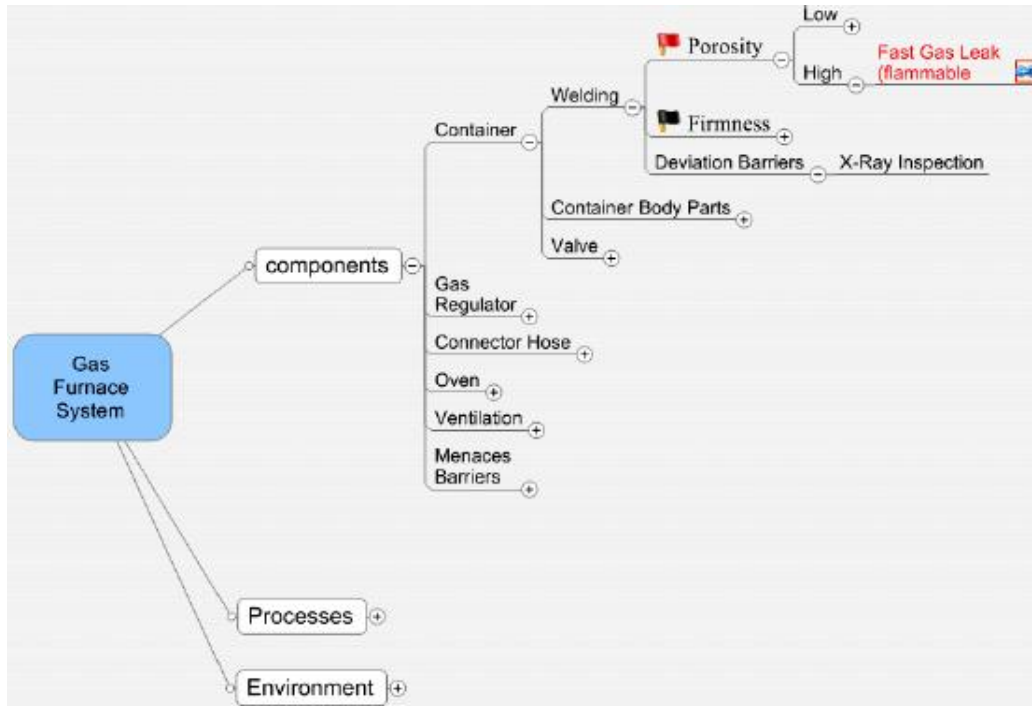 Low
Porosity
High
Fast Gas Leak
(flammable
Welding
Firmness
Container
Deviation Barriers
X-Ray Inspection
Container Body Parts
Valve
components
Gas
Regulator
Connector Hose
Oven
Ventilation
Menaces
Barriers
Gas
Furnace
System
Processes
Environment